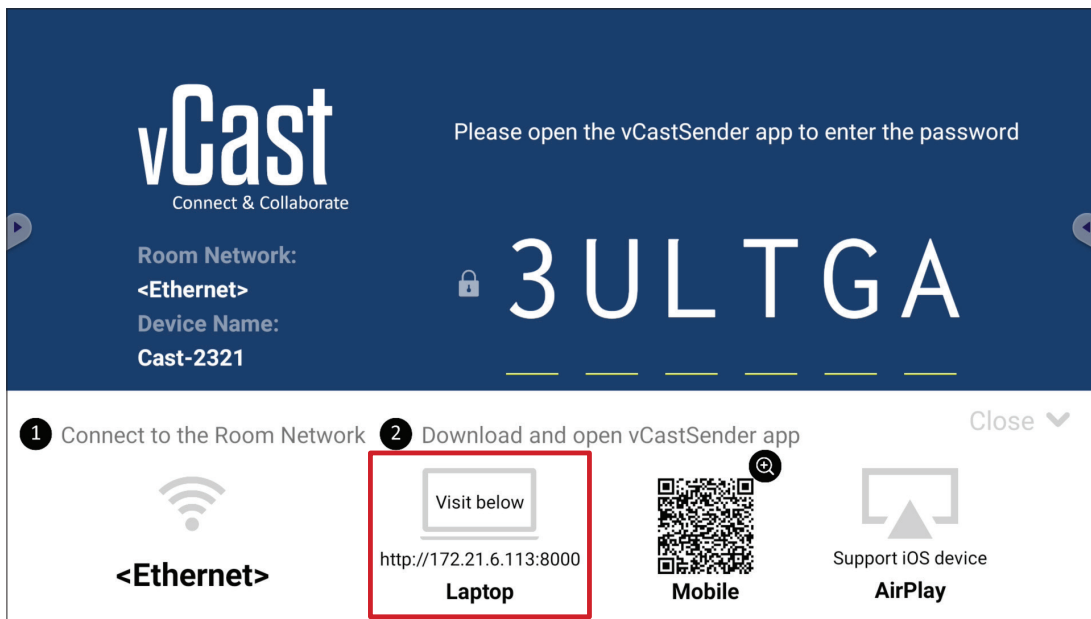 vCast
Connect & Collaborate
Please open the vCastSender app to enter the password
Room Network:
<Ethernet>
Device Name:
Cast-2321
3ULTGA
1 Connect to the Room Network
2 Download and open vCastSender app
Close
<Ethernet>
Visit below
http://172.21.6.113:8000
Laptop
Mobile
Support iOS device
AirPlay